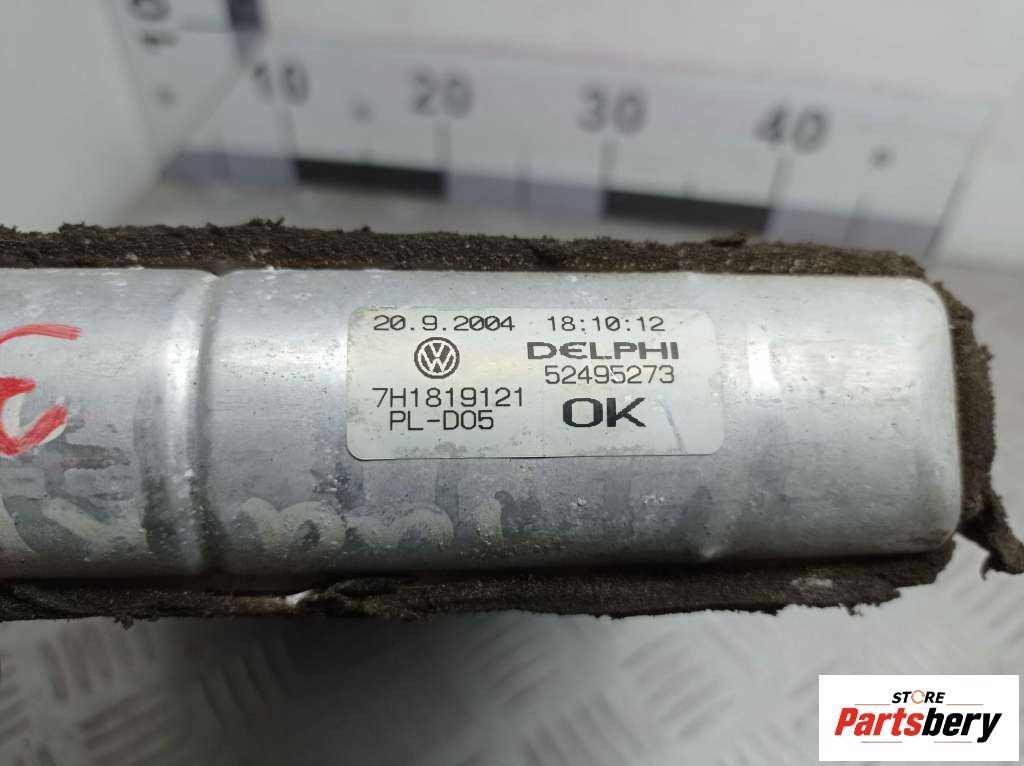 10 20 30 40
20.9.2004 18:10:12
DELPHI
52495273
7H1819121
PL-D05 OK
STORE
Partsbery